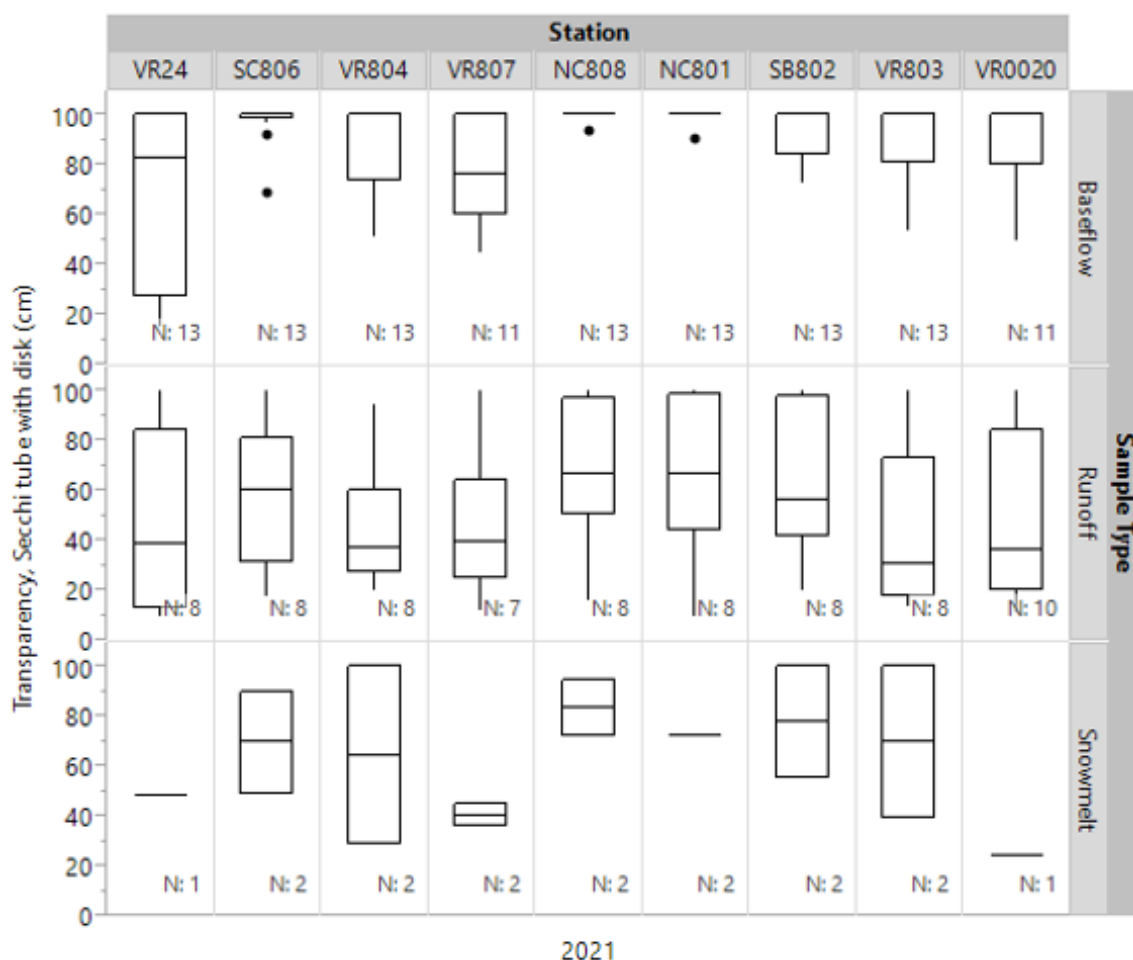 Station
VR24 SC806 VR804 VR807 NC808 NC801 SB802 VR803 VR0020
Transparency, Secchi tube with disk (cm)
Sample Type
100
80
60
40
20
0
N: 13 N: 13 N: 13 N: 11 N: 13 N: 13 N: 13 N: 13 N: 11
Baseflow
100
80
60
40
20
0
N: 8 N: 8 N: 8 N: 7 N: 8 N: 8 N: 8 N: 8 N: 10
Runoff
100
80
60
40
20
0
N: 1 N: 2 N: 2 N: 2 N: 2 N: 2 N: 2 N: 2 N: 1
Snowmelt
2021